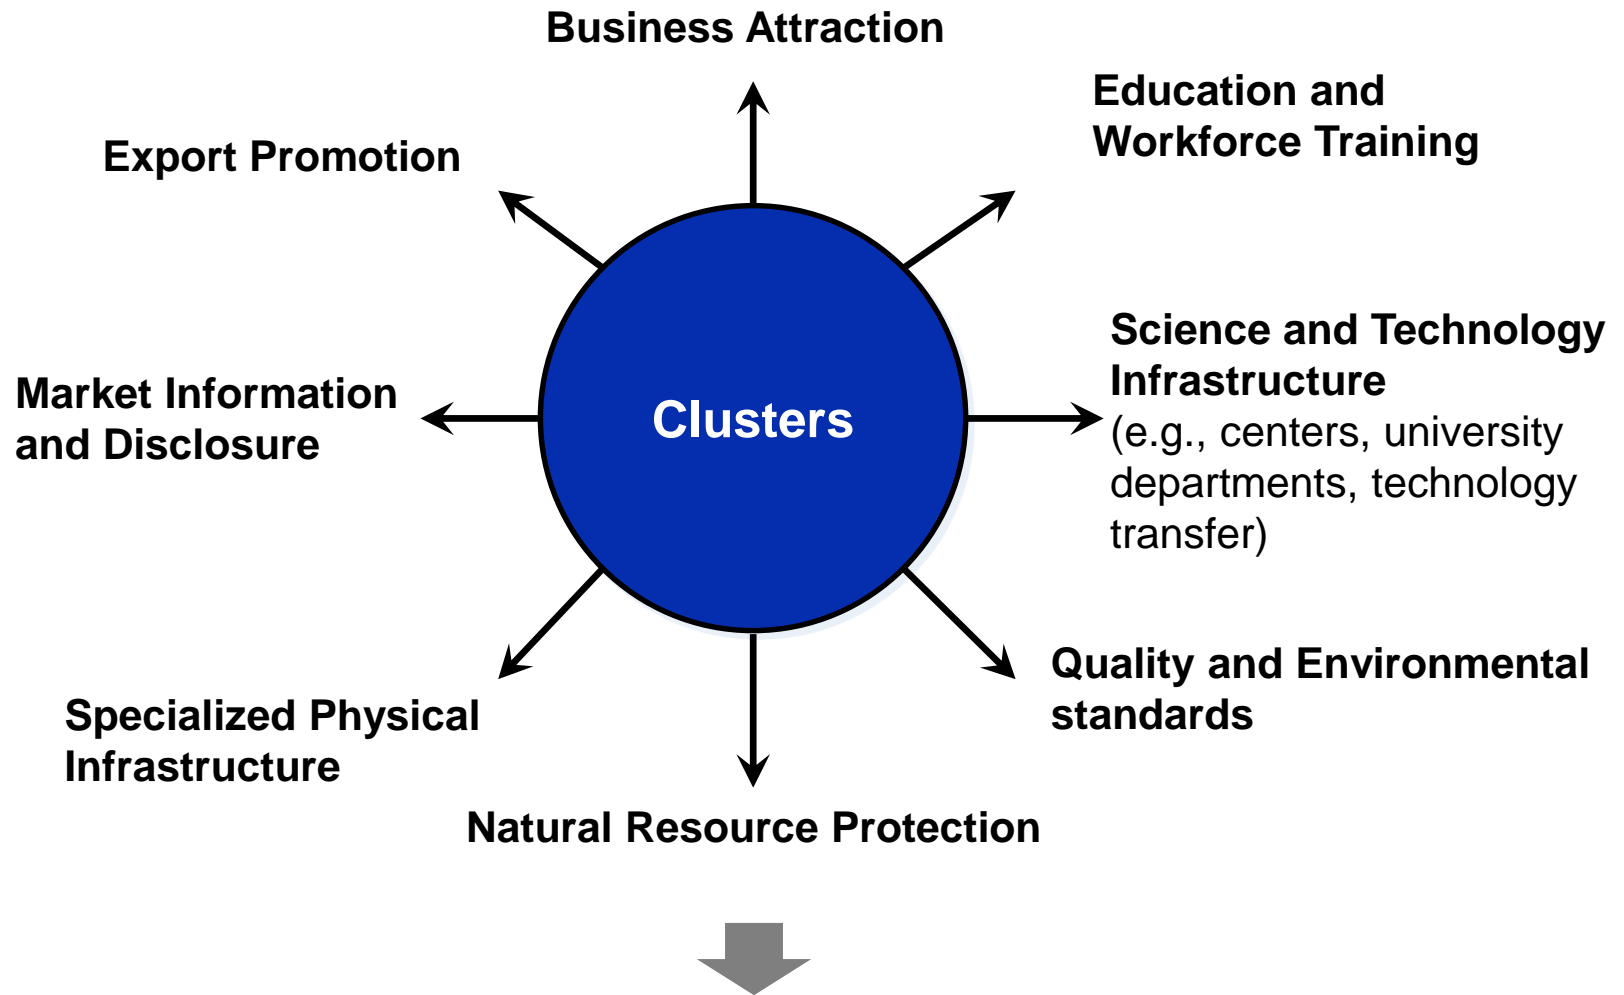 Business Attraction
Education and
Workforce Training
Export Promotion
Science and Technology
Infrastructure
(e.g., centers, university
departments, technology
transfer)
Market Information
and Disclosure
Clusters
Quality and Environmental
standards
Specialized Physical
Infrastructure
Natural Resource Protection